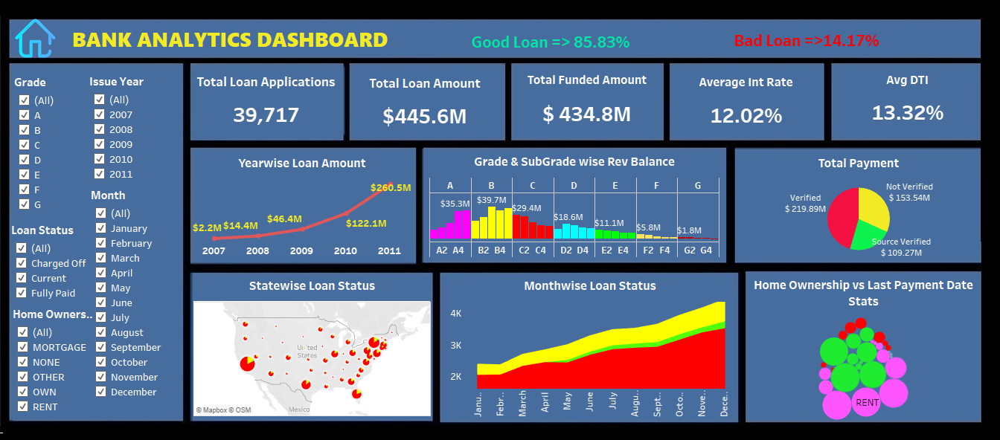 BANK ANALYTICS DASHBOARD
Good Loan => 85.83%
Bad Loan =>14.17%
Grade
(All)
A
B
C
D
E
F
G
Loan Status
(All)
Charged Off
Current
Fully Paid
Home Owners..
(All)
MORTGAGE
NONE
OTHER
OWN
RENT
Issue Year
(All)
2007
2008
2009
2010
2011
Month
(All)
January
February
March
April
May
June
July
August
September
October
November
December
Total Loan Applications
39,717
Total Loan Amount
$445.6M
Total Funded Amount
$ 434.8M
Average Int Rate
12.02%
Avg DTI
13.32%
Yearwise Loan Amount
$2.2M
$14.4M
$46.4M
$122.1M
$260.5M
2007 2008 2009 2010 2011
Grade & SubGrade wise Rev Balance
A B C D E F G
$35.3M
$39.7M
$29.4M
$18.6M
$11.1M
$5.8M
$1.8M
A2 A4 B2 B4 C2 C4 D2 D4 E2 E4 F2 F4 G2 G4
Total Payment
Not Verified
$ 153.54M
Verified
$ 219.89M
Source Verified
$ 109.27M
Statewise Loan Status
United
States
Mexico
© Mapbox © OSM
Monthwise Loan Status
4K
3K
2K
Janu..
Febr..
March
April
May
June
July
Augu..
Sept..
Octo..
Nove..
Dece..
Home Ownership vs Last Payment Date
Stats
RENT